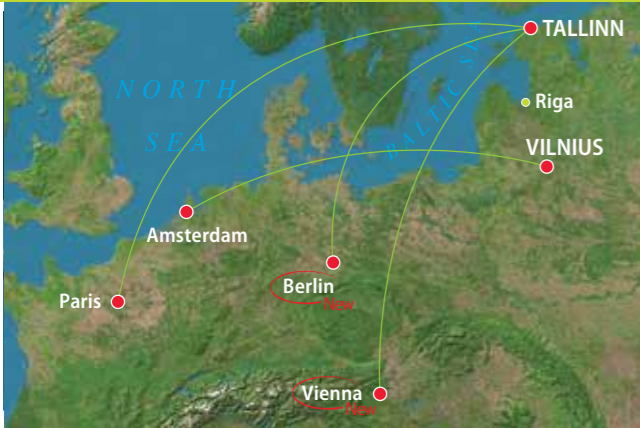 TALLINN
NORTH
SEA
BALTIC SEA
Riga
VILNIUS
Amsterdam
Berlin
New
Paris
Vienna
New